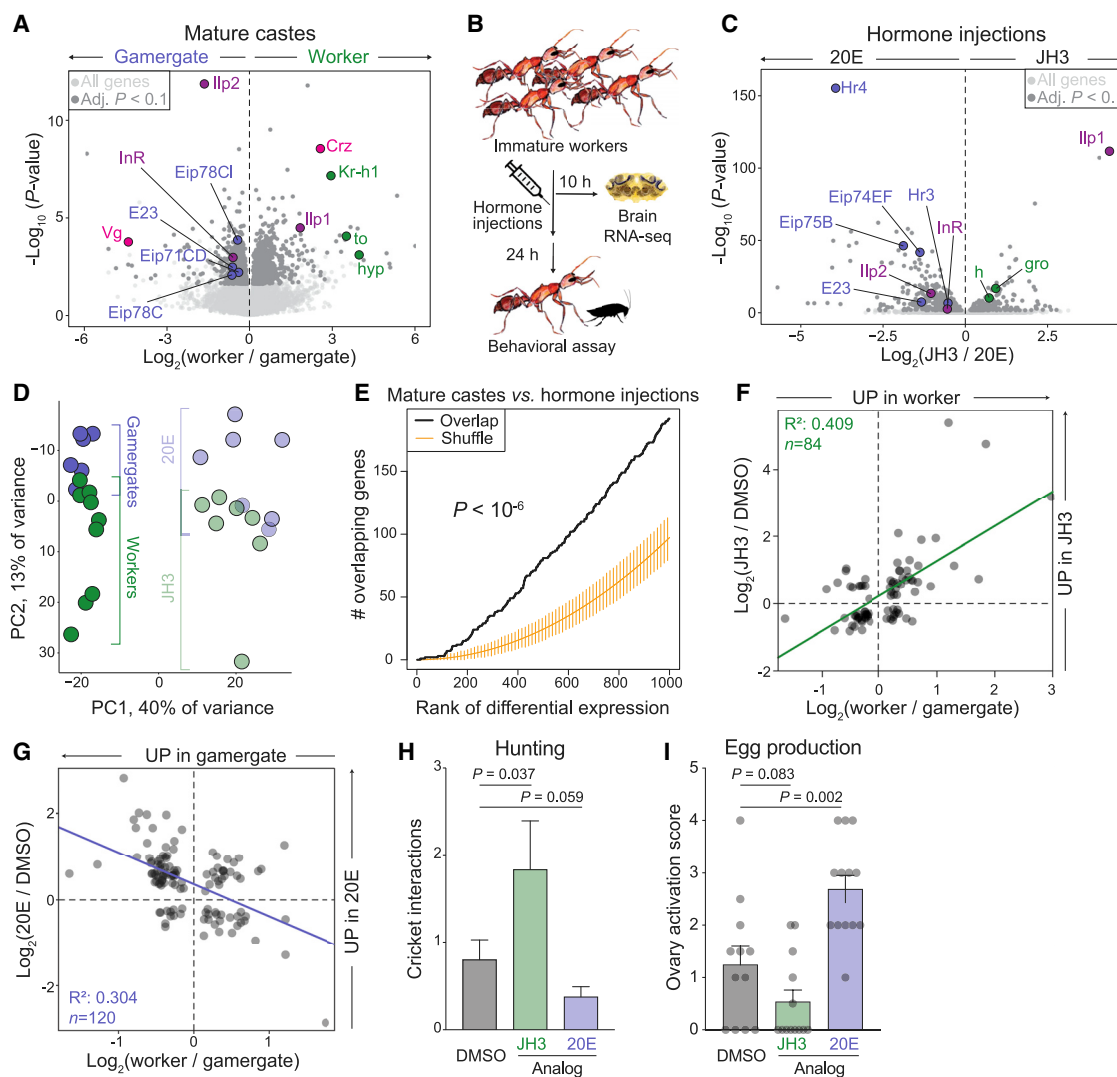 A
Mature castes
Gamergate Worker
All genes
Adj. P < 0.1
Ilp2
Crz
Kr-h1
InR
Eip78CI
E23
Ilp1
Vg
to
Eip71CD
hyp
Eip78C
10
5
0
-Log10 (P-value)
-6 -3 0 3 6
Log2(worker / gamergate)
B
Immature workers
Hormone injections
10 h
Brain RNA-seq
24 h
Behavioral assay
C
Hormone injections
20E JH3
All genes
Adj. P < 0.
Hr4
Ilp1
Eip74EF
Hr3
Eip75B
InR
Ilp2
gro
h
E23
150
100
50
0
-Log10 (P-value)
-5 -2.5 0 2.5
Log2(JH3 / 20E)
D
Gamergates
Workers
20E
JH3
-10
0
10
20
30
PC2, 13% of variance
-20 0 20
PC1, 40% of variance
E
Mature castes vs. hormone injections
Overlap
Shuffle
P < 10-6
150
100
50
0
# overlapping genes
0 200 400 600 800 1000
Rank of differential expression
F
UP in worker
R²: 0.409
n=84
UP in JH3
4
2
0
-2
Log2(JH3 / DMSO)
-1 0 1 2 3
Log2(worker / gamergate)
G
UP in gamergate
UP in 20E
2
0
-2
Log2(20E / DMSO)
R²: 0.304
n=120
-1 0 1
Log2(worker / gamergate)
H
Hunting
P = 0.037
P = 0.059
3
2
1
0
Cricket interactions
DMSO JH3 20E
Analog
I
Egg production
P = 0.083
P = 0.002
5
4
3
2
1
0
Ovary activation score
DMSO JH3 20E
Analog